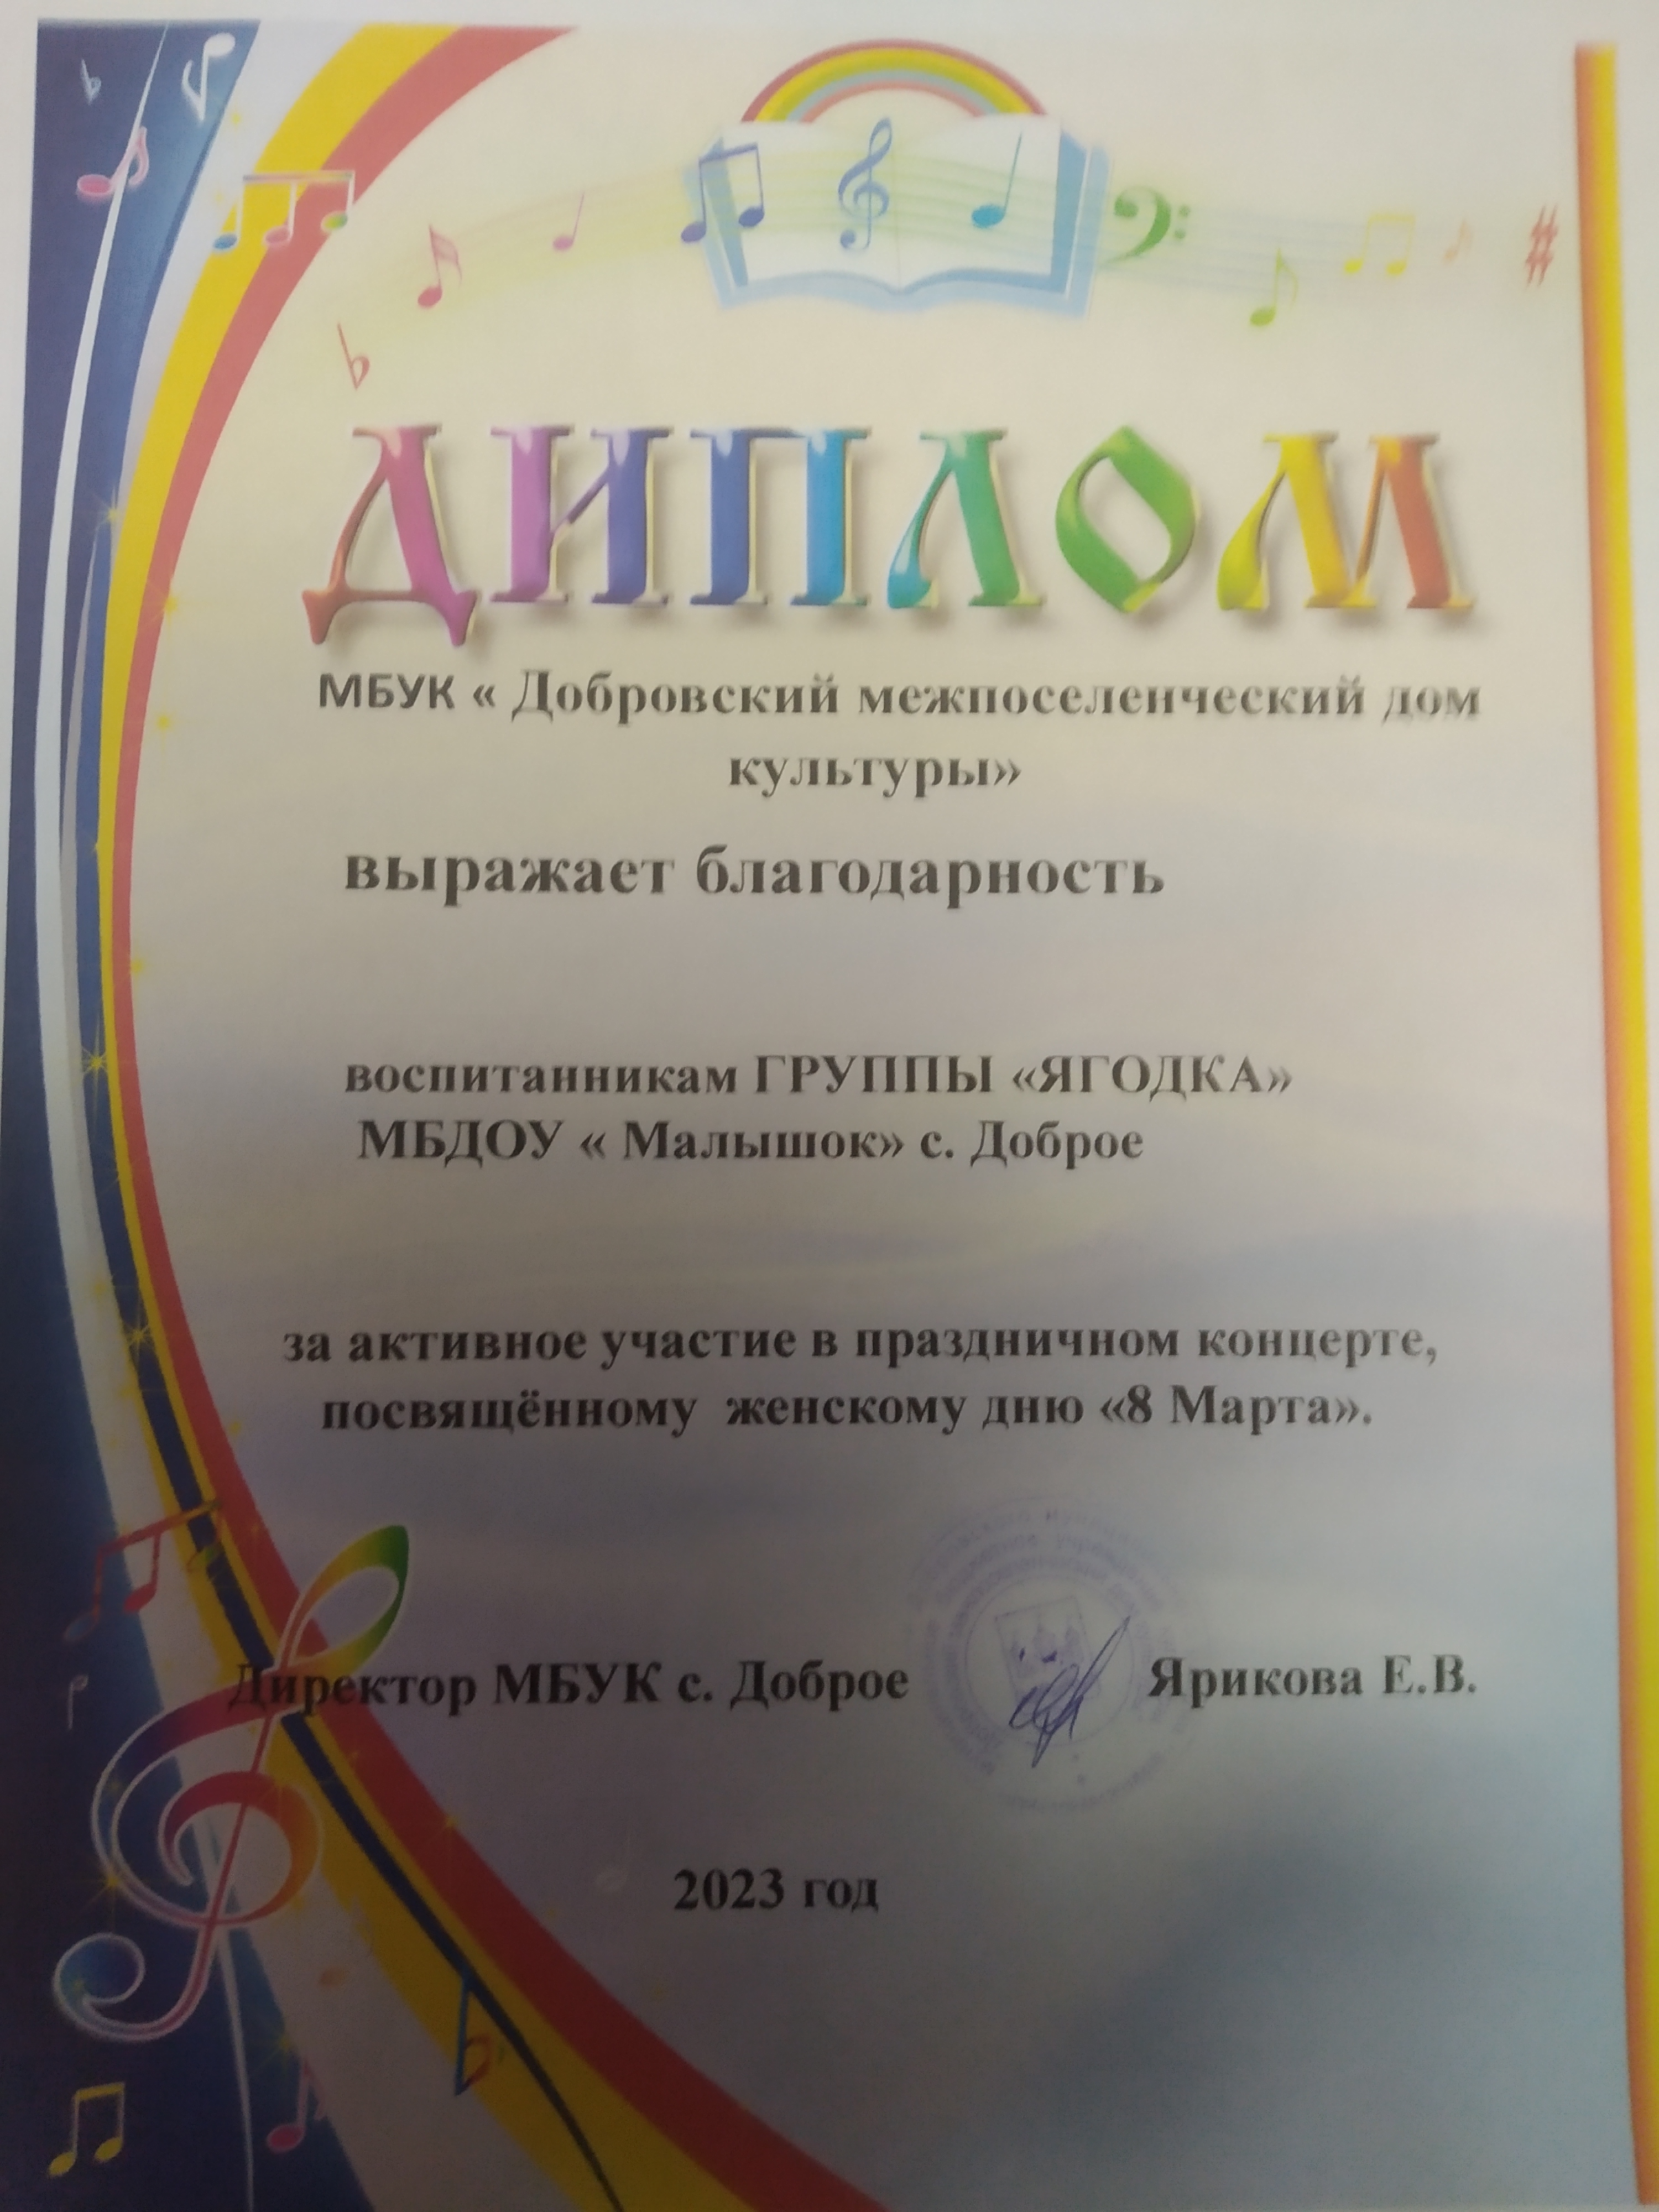 ДИПЛОМ
МБУК « Добровский межпоселенческий дом
культуры»
выражает благодарность
воспитанникам ГРУППЫ «ЯГОДКА»
МБДОУ « Малышок» с. Доброе
за активное участие в праздничном концерте,
посвящённому женскому дню «8 Марта».
Директор МБУК с. Доброе Ярикова Е.В.
2023 год